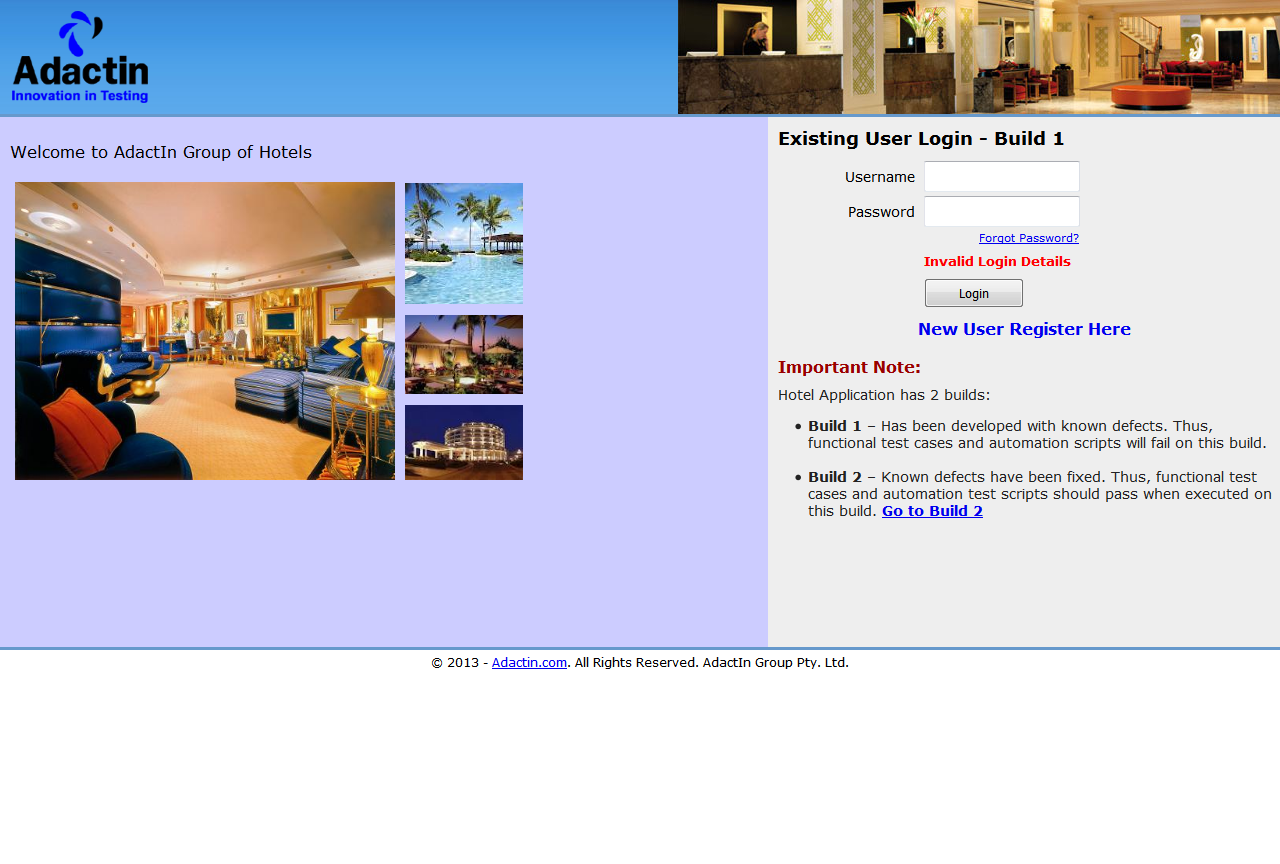 Adactin
Innovation in Testing
Welcome to AdactIn Group of Hotels
Existing User Login - Build 1
Username
Password
Forgot Password?
Invalid Login Details
Login
New User Register Here
Important Note:
Hotel Application has 2 builds:
• Build 1 – Has been developed with known defects. Thus,
functional test cases and automation scripts will fail on this build.
• Build 2 – Known defects have been fixed. Thus, functional test
cases and automation test scripts should pass when executed on
this build. Go to Build 2
© 2013 - Adactin.com. All Rights Reserved. AdactIn Group Pty. Ltd.